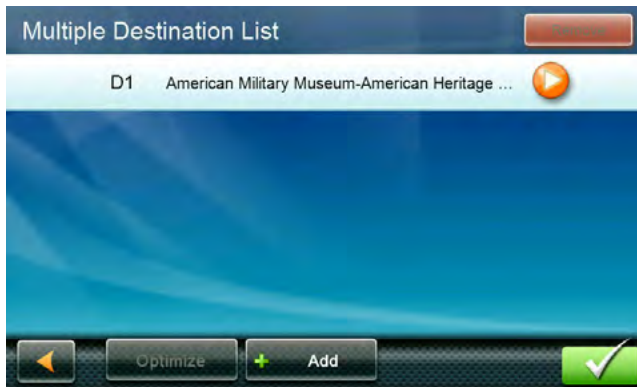 Multiple Destination List
D1 American Military Museum-American Heritage ...
Optimize
Add